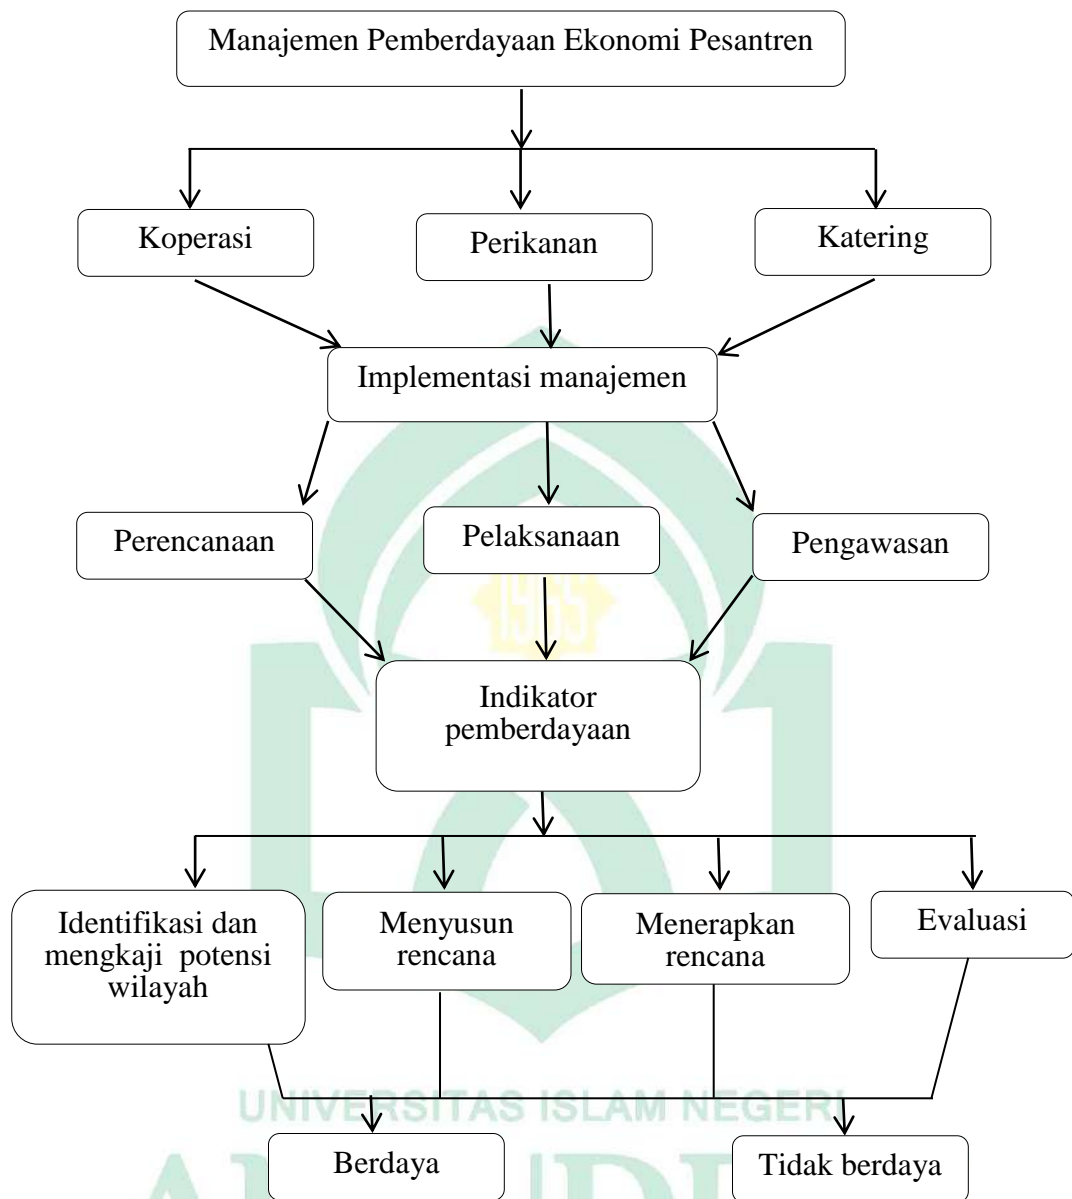 Manajemen Pemberdayaan Ekonomi Pesantren
Koperasi
Perikanan
Katering
Implementasi manajemen
Perencanaan
Pelaksanaan
Pengawasan
1965
Indikator
pemberdayaan
Identifikasi dan
mengkaji potensi
wilayah
Menyusun
rencana
Menerapkan
rencana
Evaluasi
UNIVERSITAS ISLAM NEGERI
Berdaya
Tidak berdaya